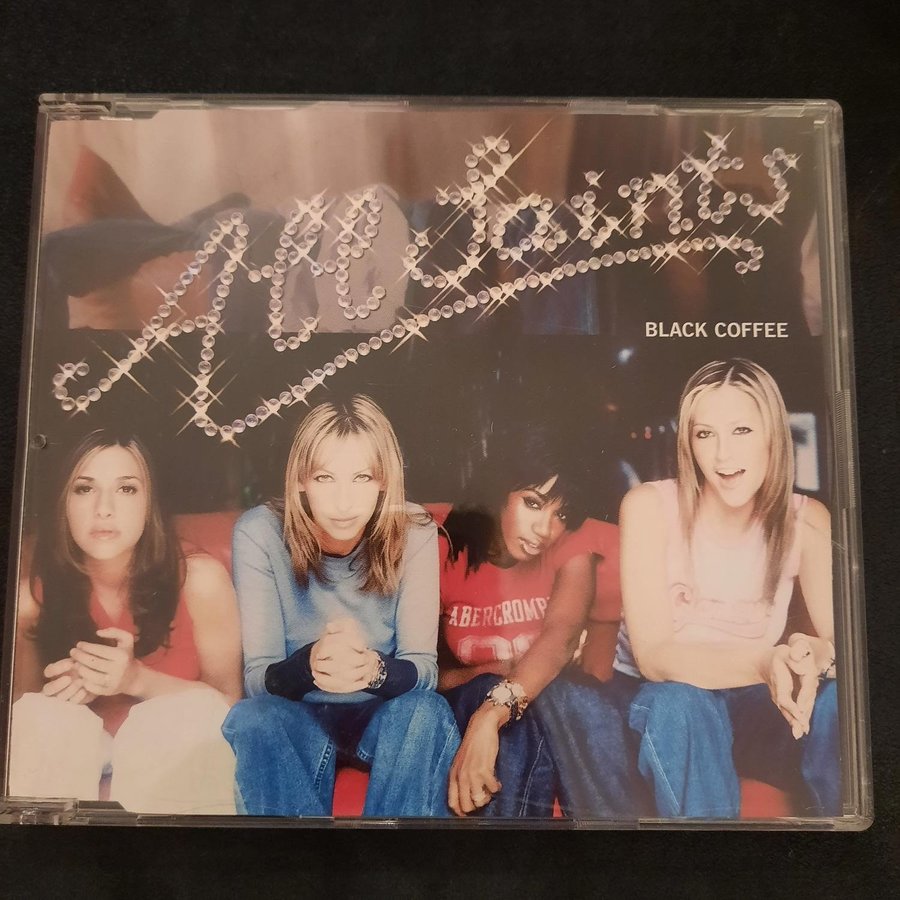 All Saints
BLACK COFFEE
ABERCROMB